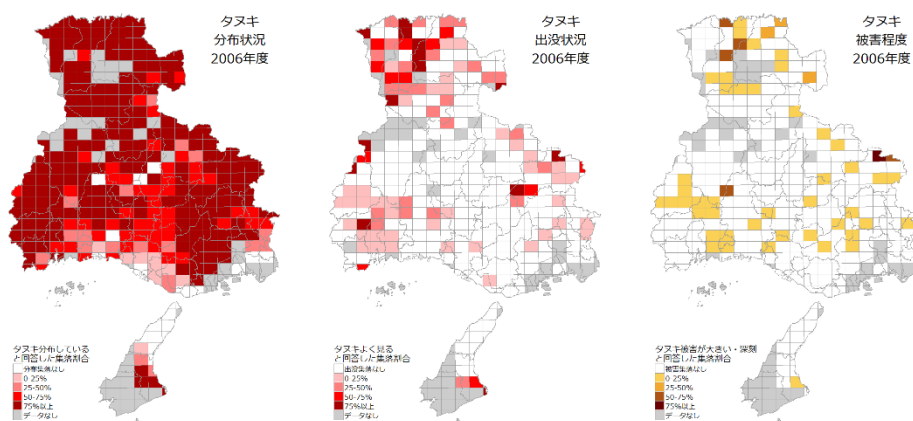 タヌキ
分布状況
2006年度
タヌキ分布している
と回答した集落割合
分布集落なし
0-25%
25-50%
50-75%
75%以上
データなし
タヌキ
出没状況
2006年度
タヌキよく見る
と回答した集落割合
出没集落なし
0-25%
25-50%
50-75%
75%以上
データなし
タヌキ
被害程度
2006年度
タヌキ被害が大きい・深刻
と回答した集落割合
被害集落なし
0-25%
25-50%
50-75%
75%以上
データなし